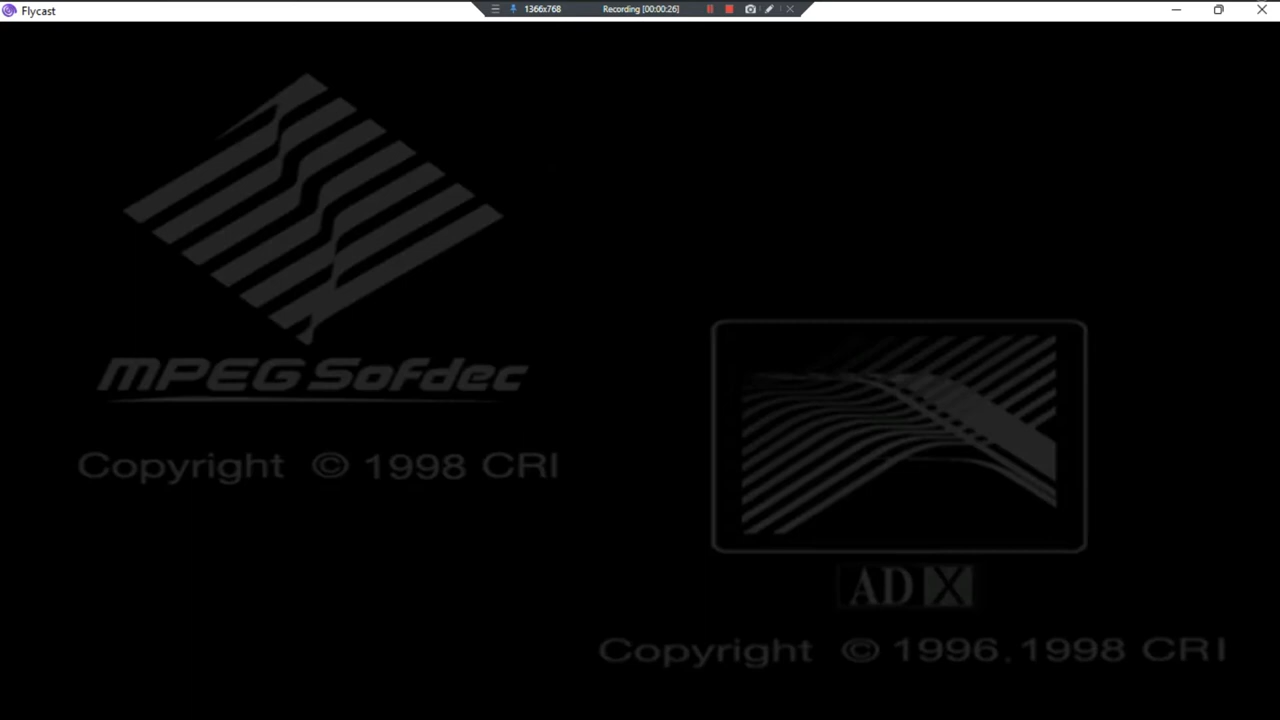 Flycast
1366x768
Recording [00:00:26]
MPEG Sofdec
Copyright © 1998 CRI
ADX
Copyright © 1996.1998 CRI